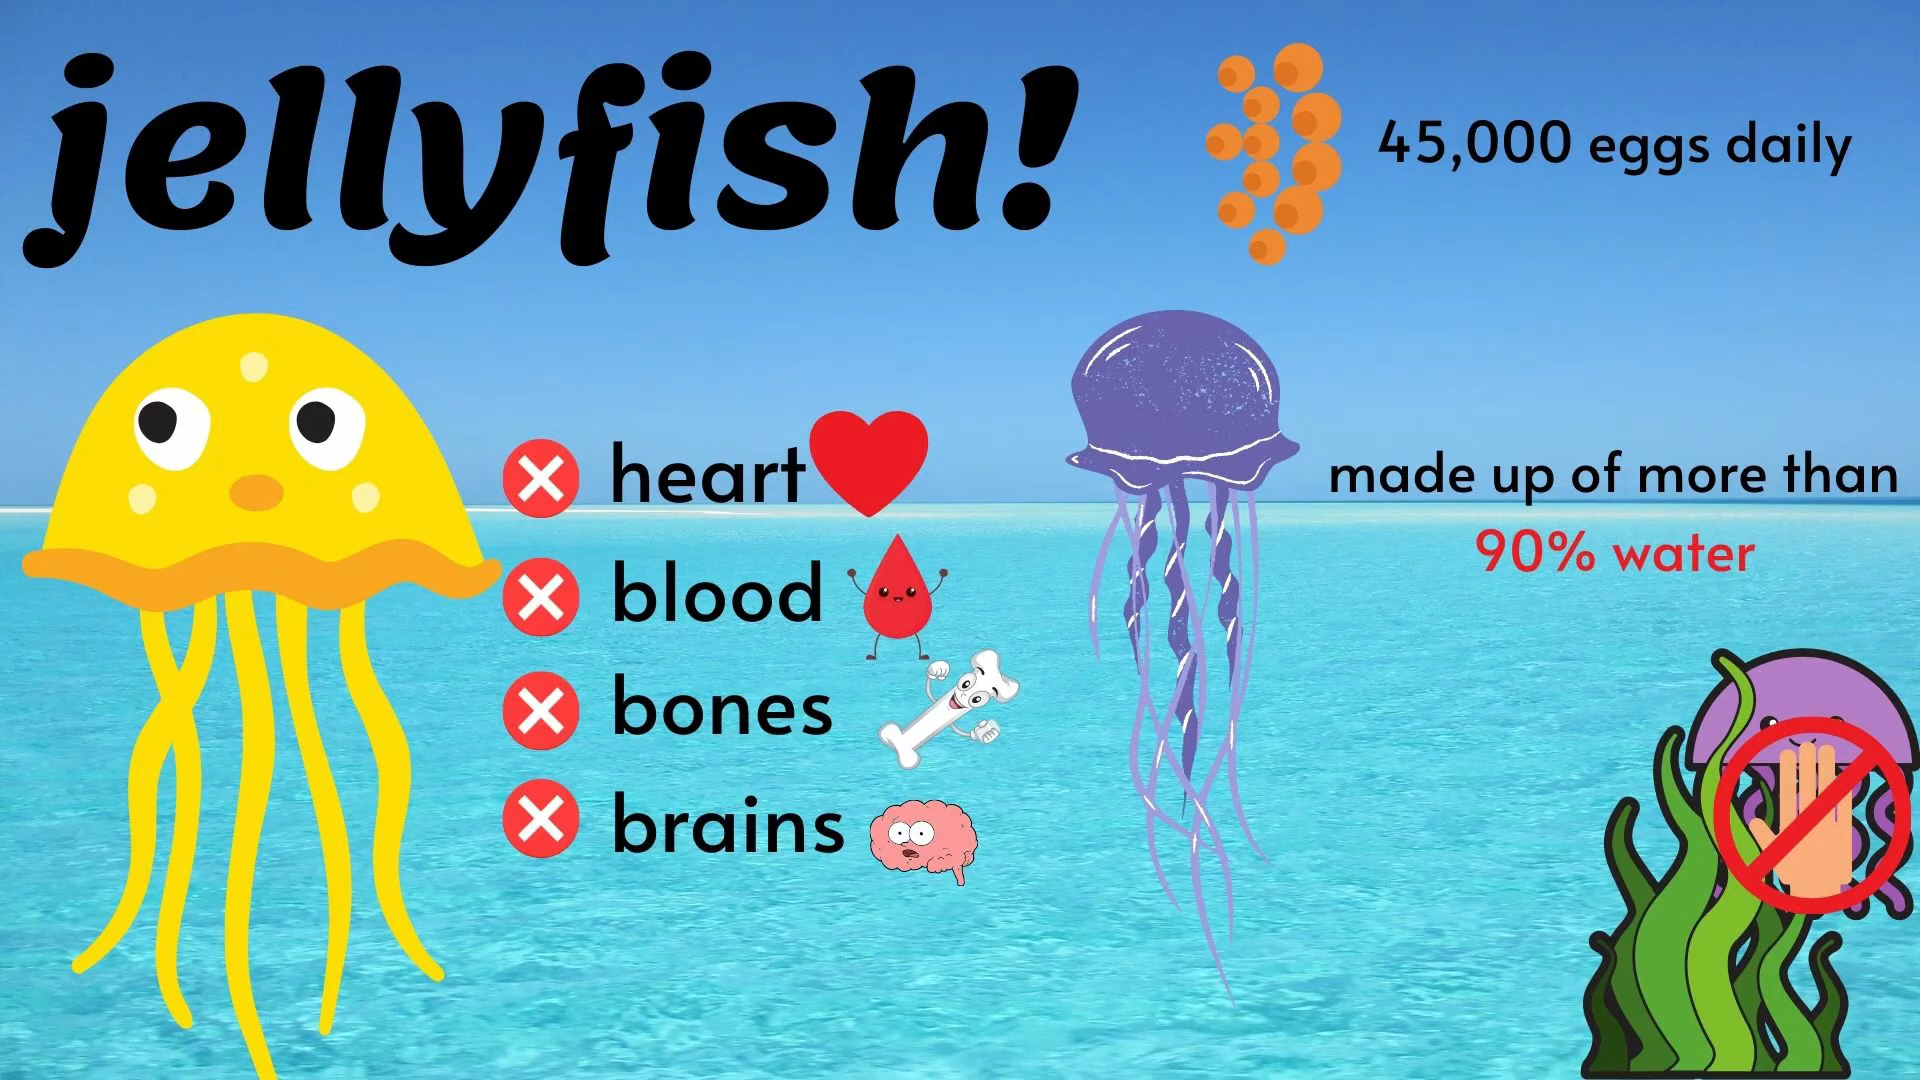 jellyfish!
45,000 eggs daily
heart
blood
bones
brains
made up of more than
90% water